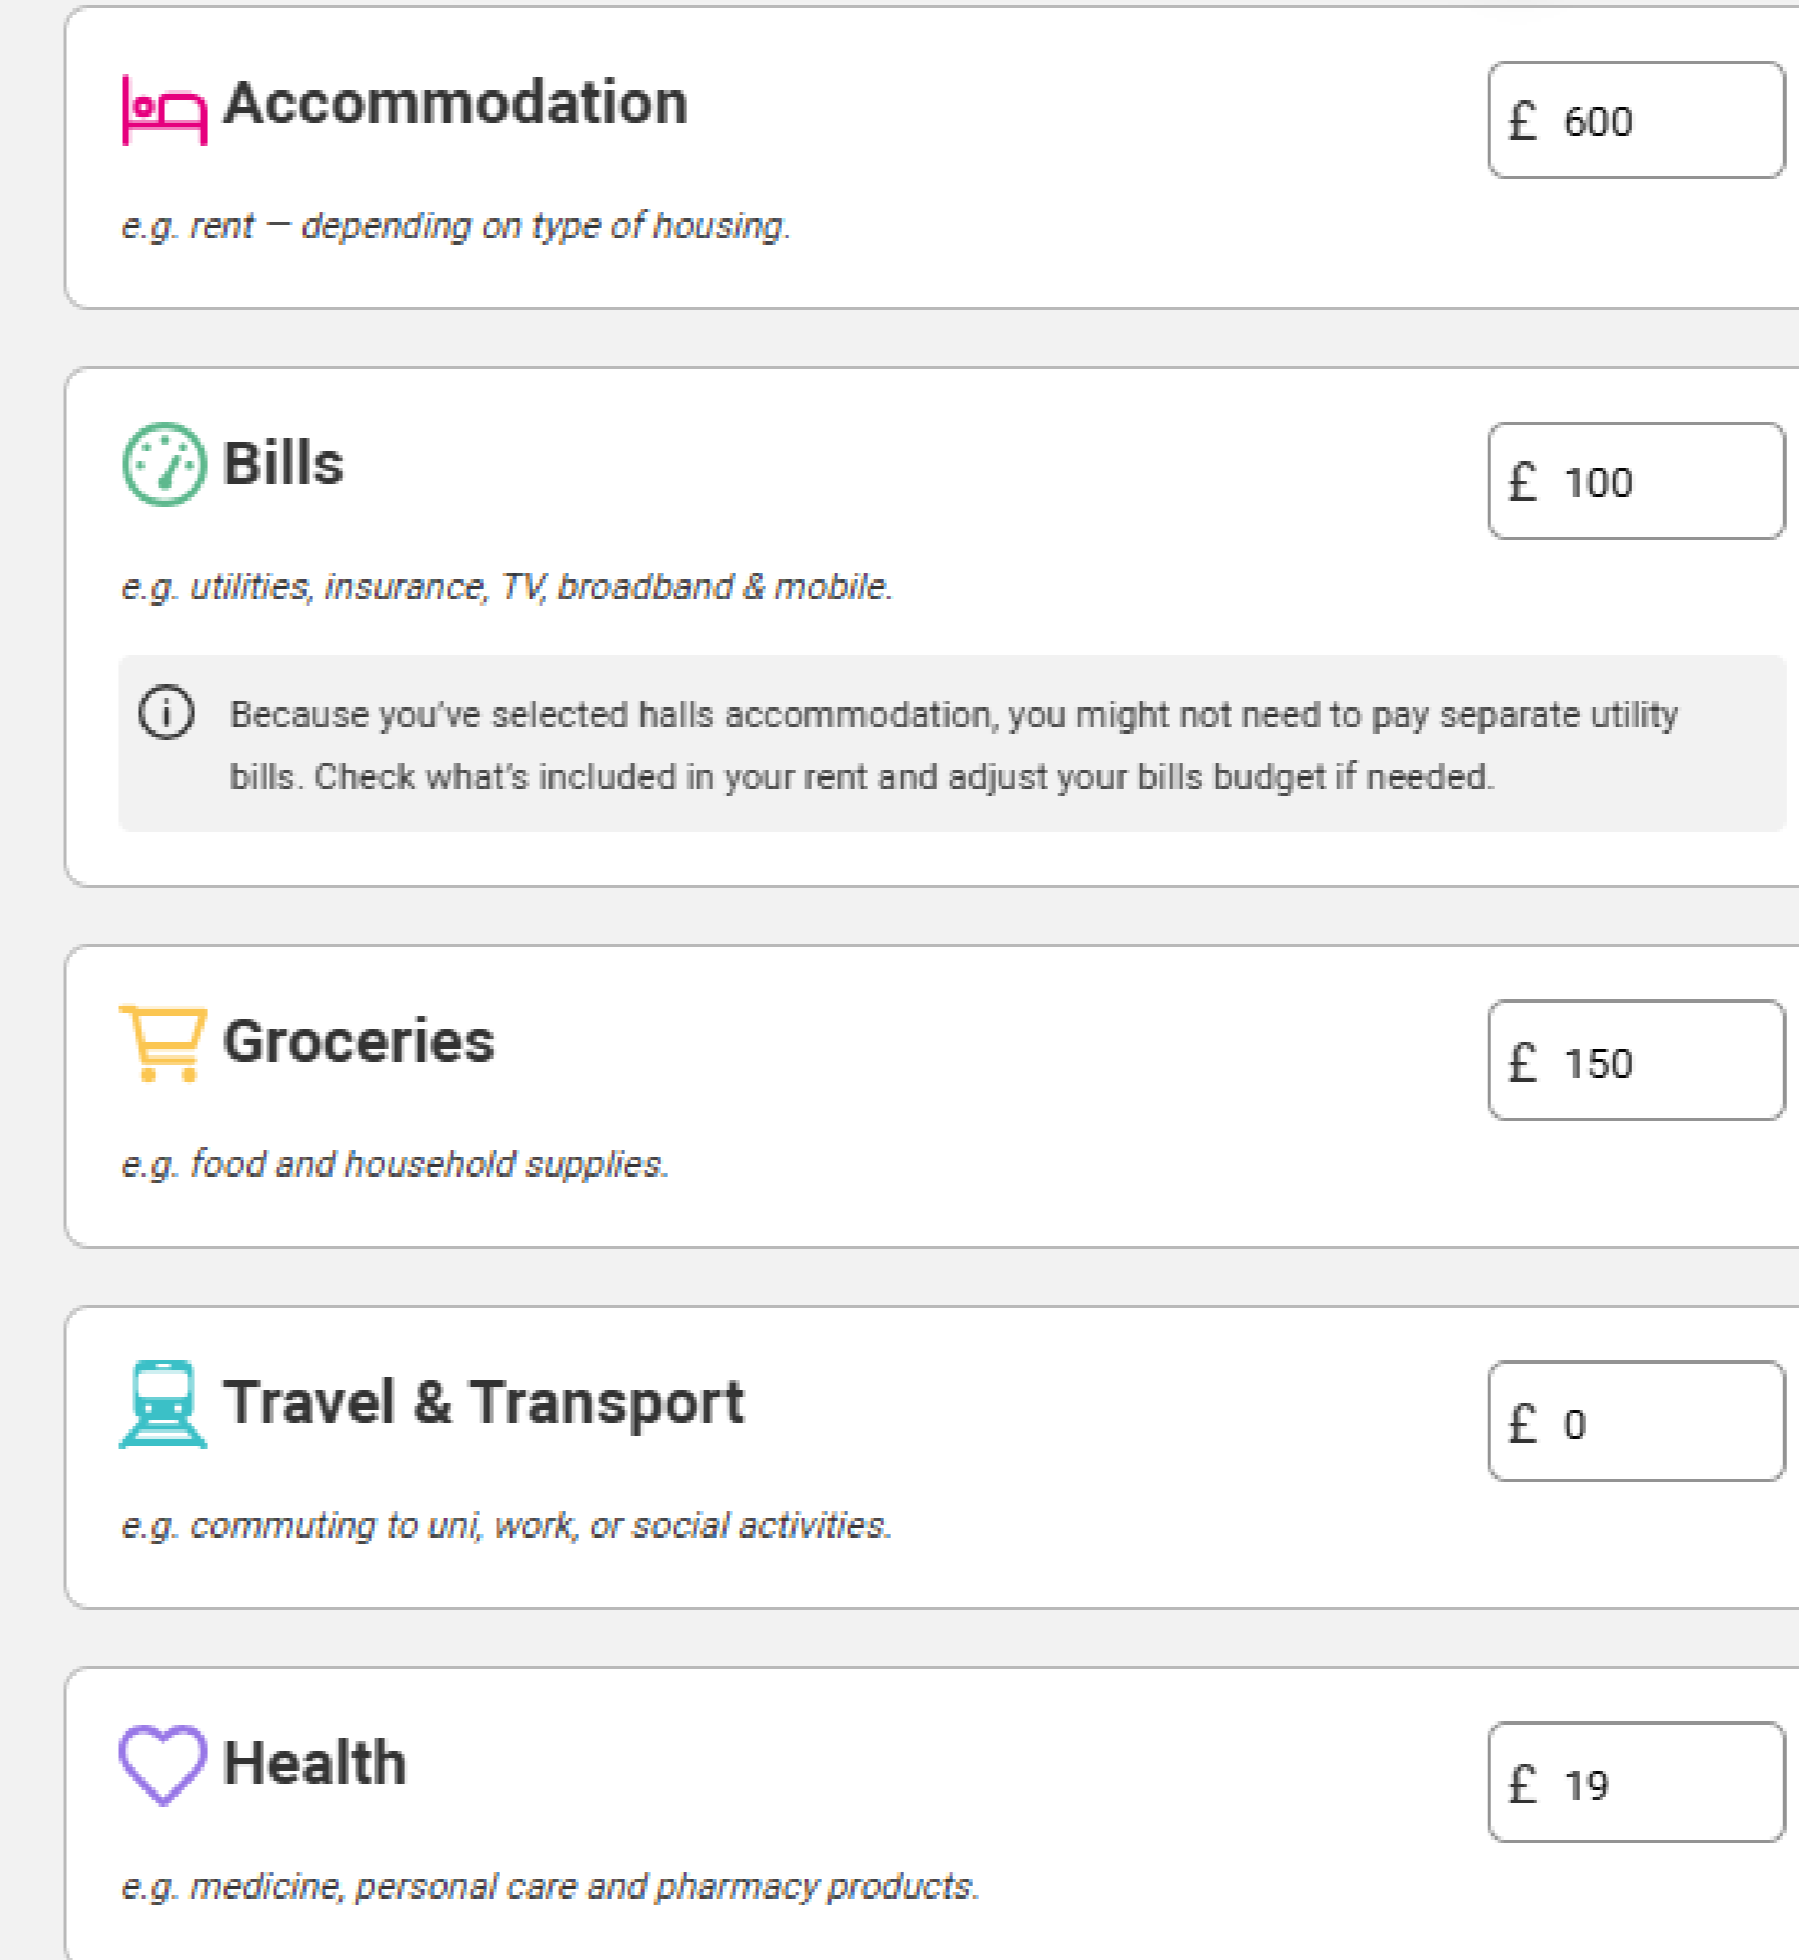 Accommodation
£ 600
e.g. rent — depending on type of housing.
Bills
£ 100
e.g. utilities, insurance, TV, broadband & mobile.
Because you've selected halls accommodation, you might not need to pay separate utility
bills. Check what's included in your rent and adjust your bills budget if needed.
Groceries
£ 150
e.g. food and household supplies.
Travel & Transport
£ 0
e.g. commuting to uni, work, or social activities.
Health
£ 19
e.g. medicine, personal care and pharmacy products.